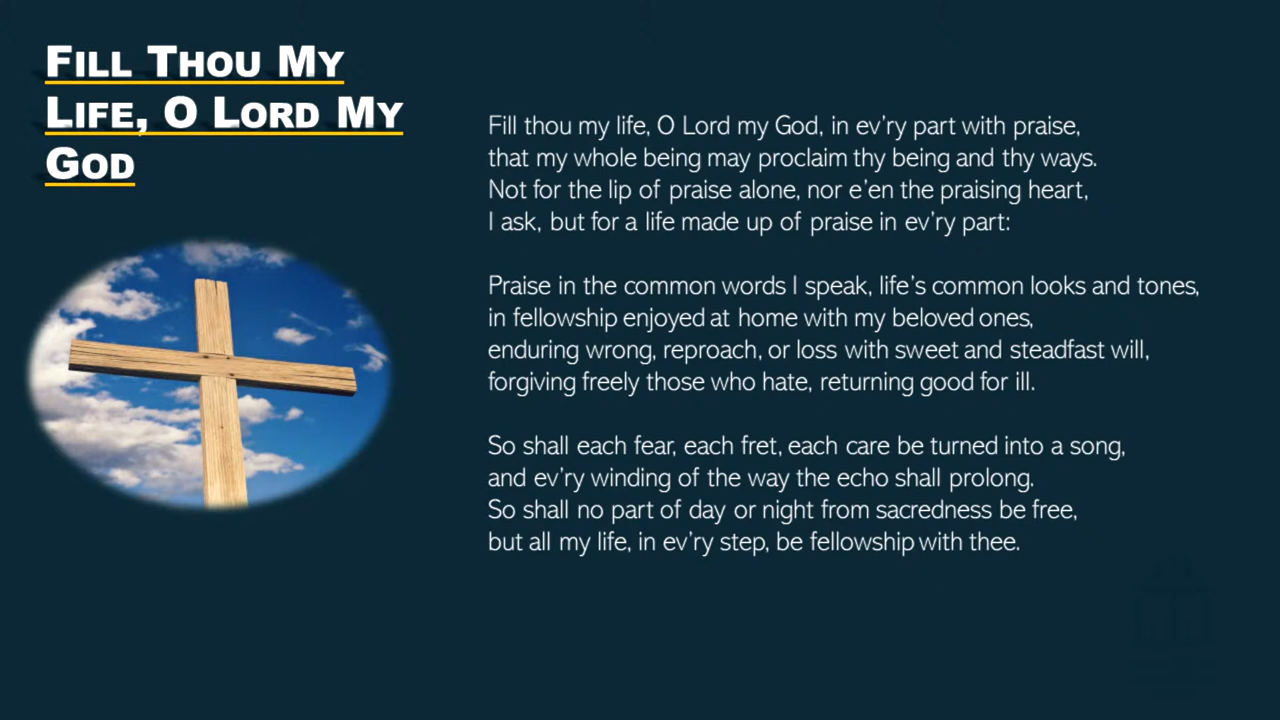 Fill Thou My
Life, O Lord My
God
Fill thou my life, O Lord my God, in ev'ry part with praise,
that my whole being may proclaim thy being and thy ways.
Not for the lip of praise alone, nor e'en the praising heart,
I ask, but for a life made up of praise in ev'ry part:
Praise in the common words I speak, life's common looks and tones,
in fellowship enjoyed at home with my beloved ones,
enduring wrong, reproach, or loss with sweet and steadfast will,
forgiving freely those who hate, returning good for ill.
So shall each fear, each fret, each care be turned into a song,
and ev'ry winding of the way the echo shall prolong.
So shall no part of day or night from sacredness be free,
but all my life, in ev'ry step, be fellowship with thee.